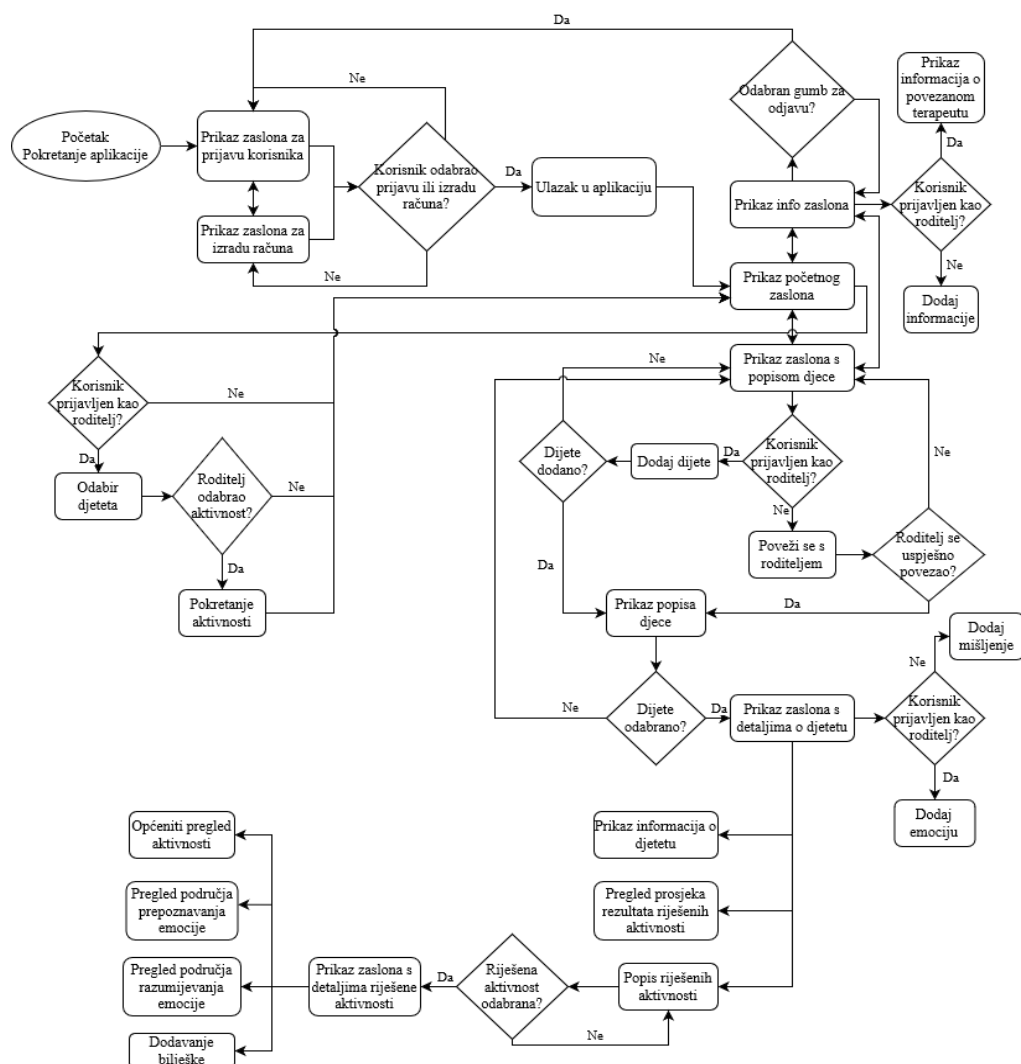 Da
Ne
Početak
Pokretanje aplikacije
Prikaz zaslona za
prijavu korisnika
Prikaz zaslona za
izradu računa
Korisnik odabrao
prijavu ili izradu
računa?
Da
Ne
Ulazak u aplikaciju
Odabran gumb za
odjavu?
Prikaz
informacija o
povezanom
terapeutu
Da
Prikaz info zaslona
Korisnik
prijavljen kao
roditelj?
Ne
Dodaj
informacije
Prikaz početnog
zaslona
Prikaz zaslona s
popisom djece
Korisnik
prijavljen kao
roditelj?
Ne
Da
Odabir
djeteta
Roditelj
odabrao
aktivnost?
Ne
Da
Pokretanje
aktivnosti
Ne
Dijete
dodano?
Dodaj dijete
Da
Korisnik
prijavljen kao
roditelj?
Ne
Ne
Poveži se s
roditeljem
Roditelj se
uspješno
povezao?
Da
Da
Prikaz popisa
djece
Dijete
odabrano?
Ne
Da
Prikaz zaslona s
detaljima o djetetu
Dodaj
mišljenje
Ne
Korisnik
prijavljen kao
roditelj?
Da
Dodaj
emociju
Prikaz informacija o
djetetu
Pregled prosjeka
rezultata riješenih
aktivnosti
Popis riješenih
aktivnosti
Riješena
aktivnost
odabrana?
Da
Ne
Prikaz zaslona s
detaljima riješene
aktivnosti
Općeniti pregled
aktivnosti
Pregled područja
prepoznavanja
emocije
Pregled područja
razumijevanja
emocije
Dodavanje
bilješke